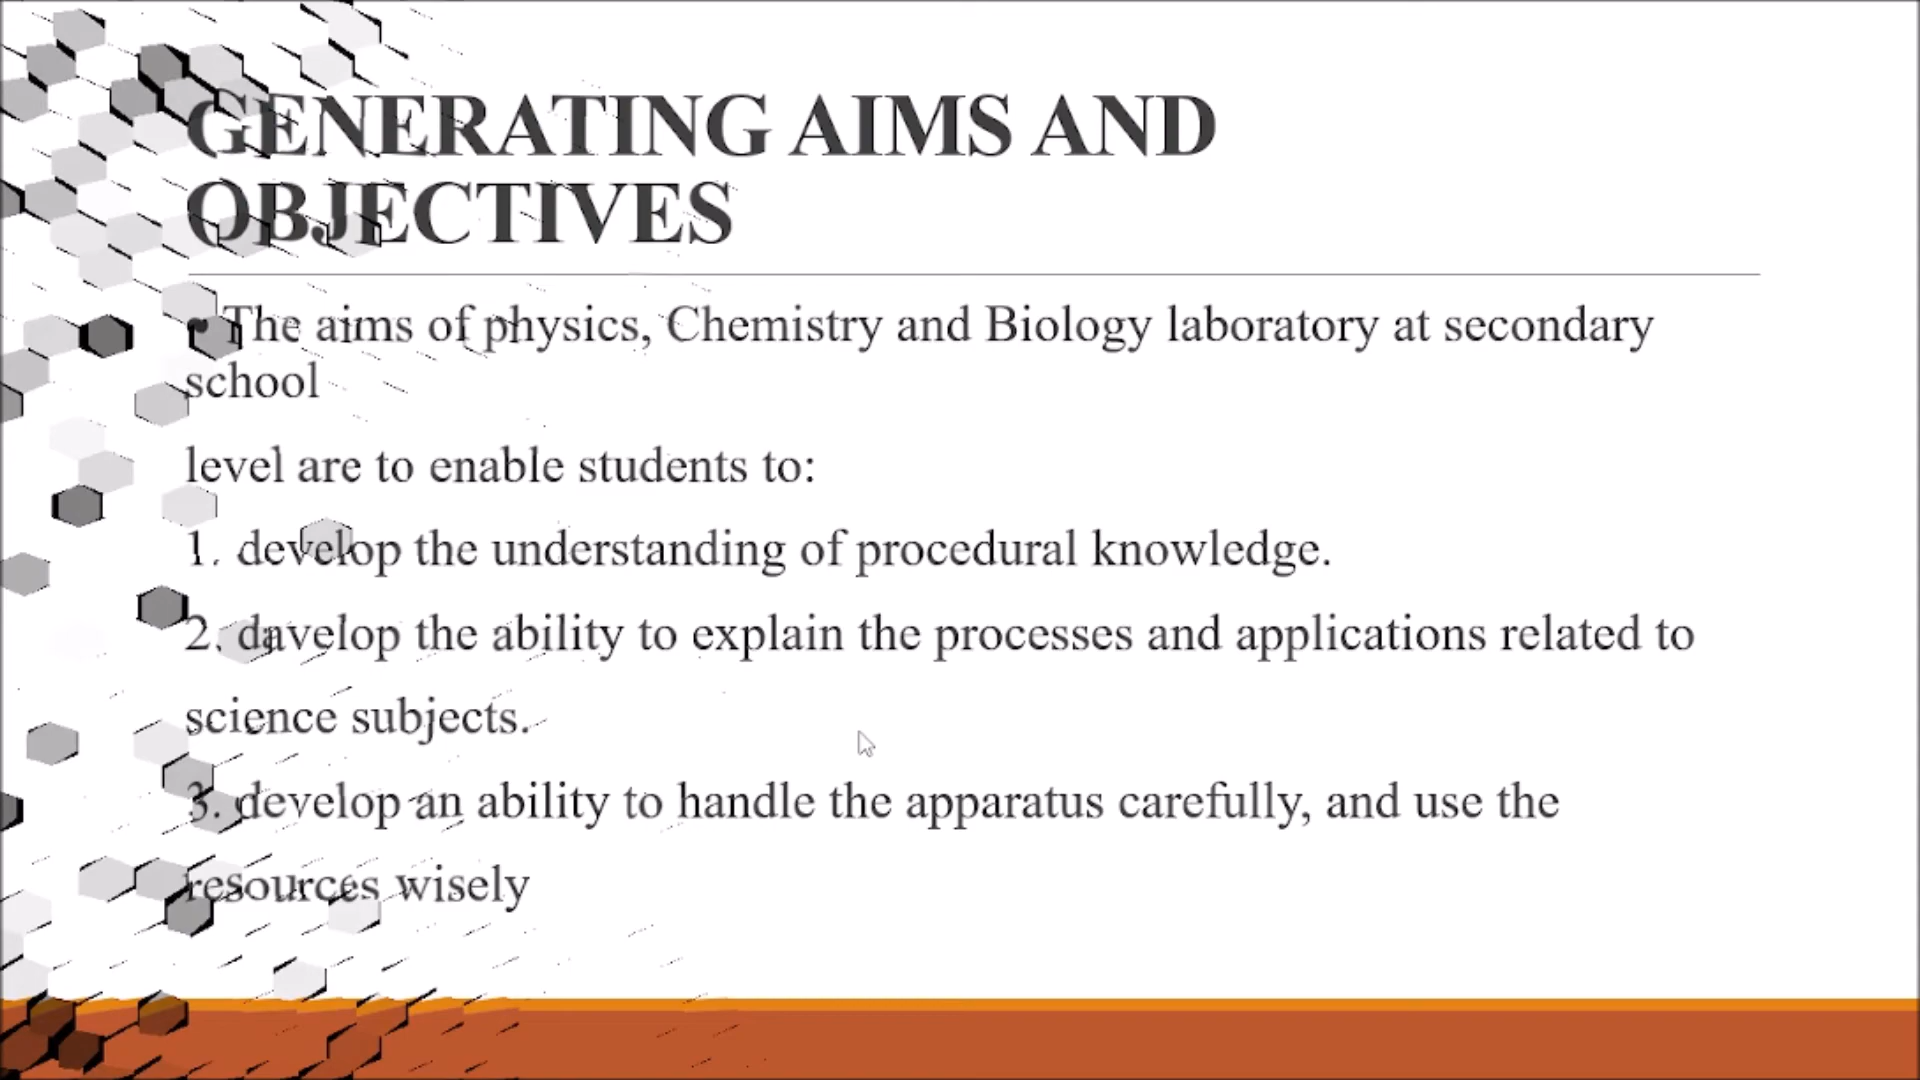 GENERATING AIMS AND
OBJECTIVES
• The aims of physics, Chemistry and Biology laboratory at secondary
school
level are to enable students to:
1. develop the understanding of procedural knowledge.
2. davelop the ability to explain the processes and applications related to
science subjects.
3. develop an ability to handle the apparatus carefully, and use the
resources wisely